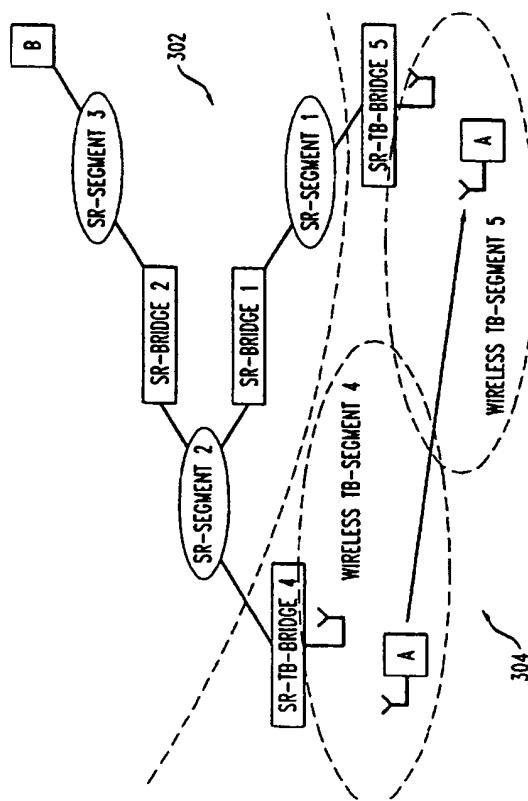 B
302
SR-SEGMENT 3
SR-BRIDGE 2
SR-SEGMENT 2
SR-BRIDGE 1
SR-SEGMENT 1
SR-TB-BRIDGE 4
SR-TB-BRIDGE 5
WIRELESS TB-SEGMENT 4
A
A
WIRELESS TB-SEGMENT 5
304